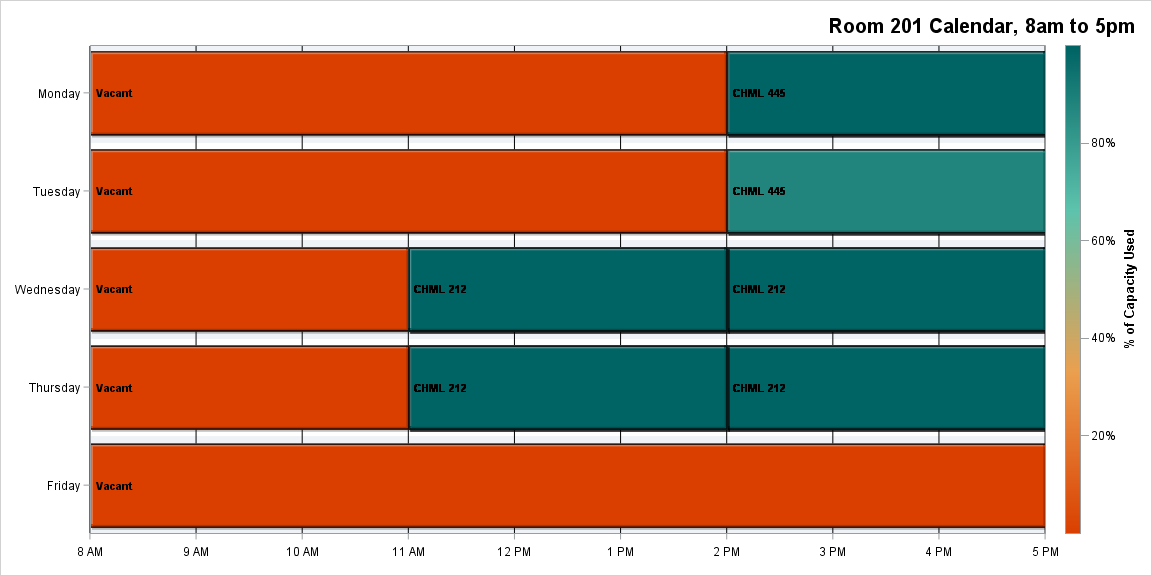 Room 201 Calendar, 8am to 5pm
Monday
Vacant
CHML 445
Tuesday
Vacant
CHML 445
Wednesday
Vacant
CHML 212
CHML 212
Thursday
Vacant
CHML 212
CHML 212
Friday
Vacant
8 AM
9 AM
10 AM
11 AM
12 PM
1 PM
2 PM
3 PM
4 PM
5 PM
80%
60%
40%
20%
% of Capacity Used